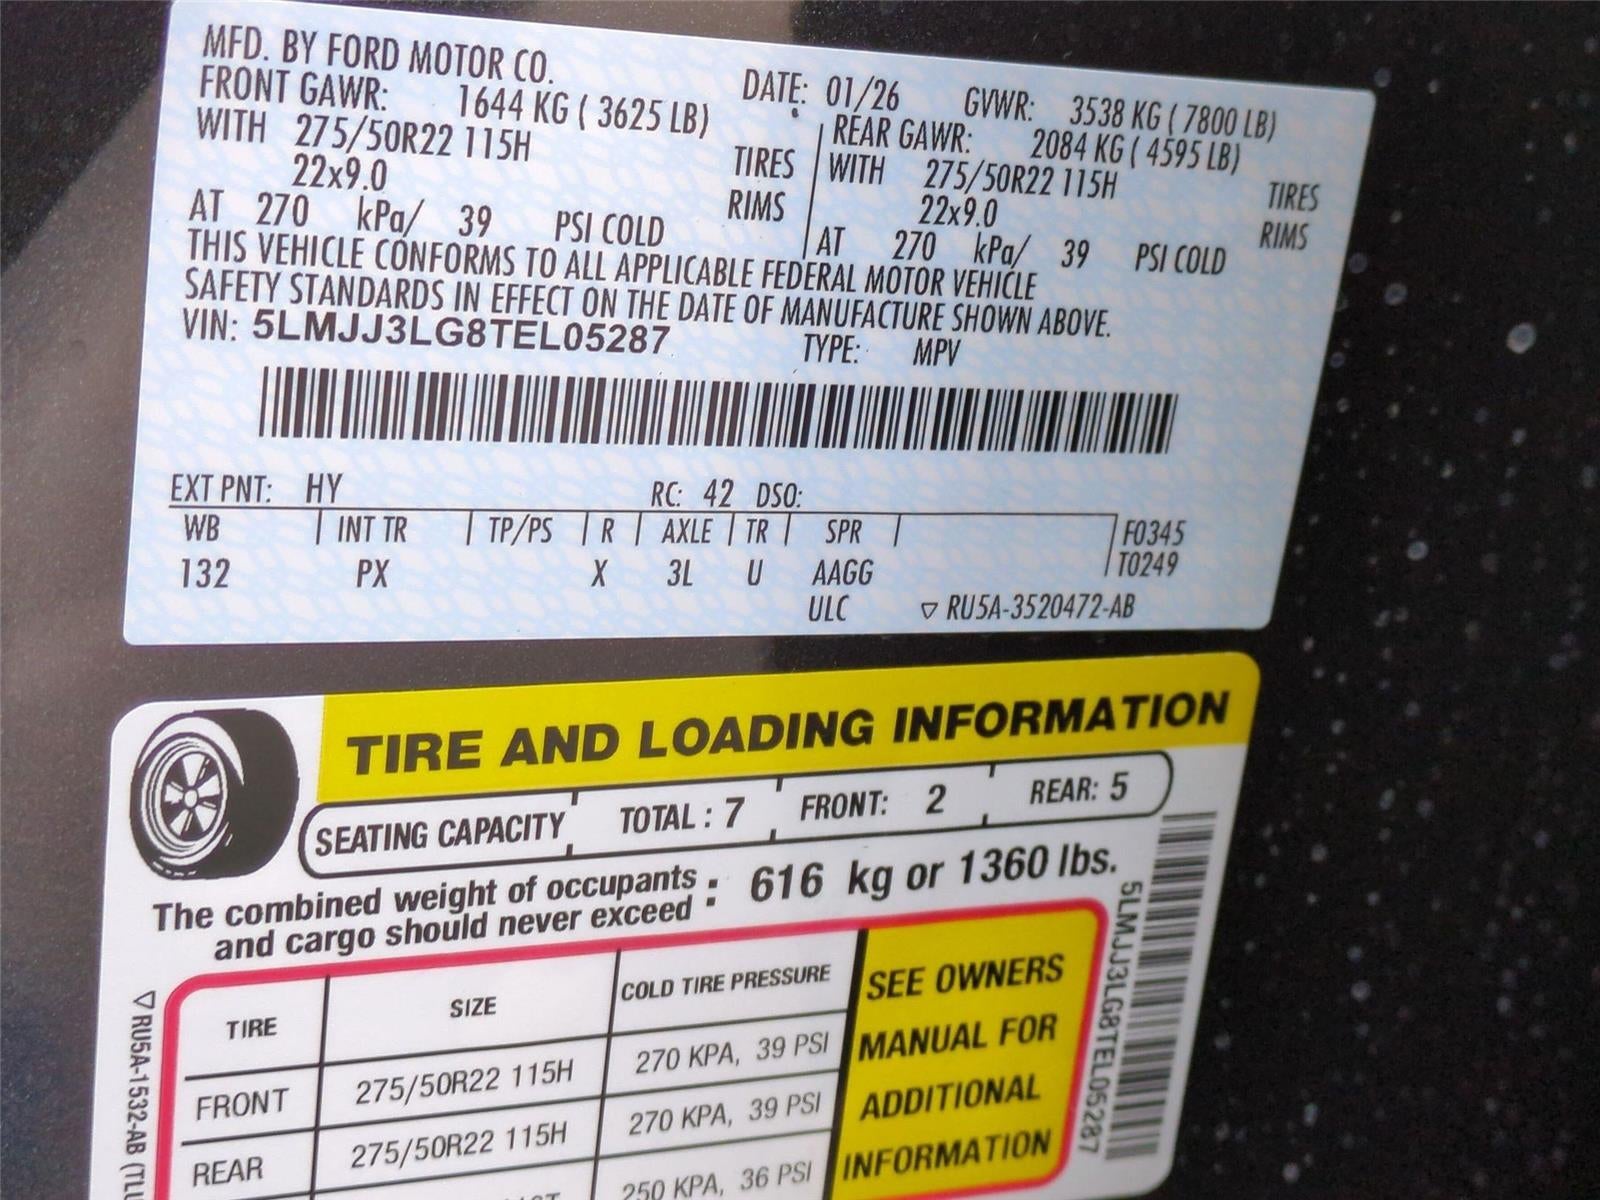 MFD. BY FORD MOTOR CO.
DATE: 01/26 GVWR: 3538 KG ( 7800 LB)
FRONT GAWR: 1644 KG ( 3625 LB)
REAR GAWR: 2084 KG ( 4595 LB)
WITH 275/50R22 115H TIRES
WITH 275/50R22 115H TIRES
22x9.0 RIMS
22x9.0 RIMS
AT 270 kPa/ 39 PSI COLD
AT 270 kPa/ 39 PSI COLD
THIS VEHICLE CONFORMS TO ALL APPLICABLE FEDERAL MOTOR VEHICLE
SAFETY STANDARDS IN EFFECT ON THE DATE OF MANUFACTURE SHOWN ABOVE.
VIN: 5LMJJ3LG8TEL05287 TYPE: MPV
EXT PNT: HY RC: 42 DSO:
WB INT TR TP/PS R AXLE TR SPR F0345
132 PX X 3L U AAGG T0249
ULC ▽ RU5A-3520472-AB
TIRE AND LOADING INFORMATION
SEATING CAPACITY TOTAL : 7 FRONT: 2 REAR: 5
The combined weight of occupants
and cargo should never exceed : 616 kg or 1360 lbs.
TIRE SIZE COLD TIRE PRESSURE
FRONT 275/50R22 115H 270 KPA, 39 PSI
REAR 275/50R22 115H 270 KPA, 39 PSI
250 KPA, 36 PSI
SEE OWNERS
MANUAL FOR
ADDITIONAL
INFORMATION
5LMJJ3LG8TEL05287
▽RU5A-1532-AB (TLU